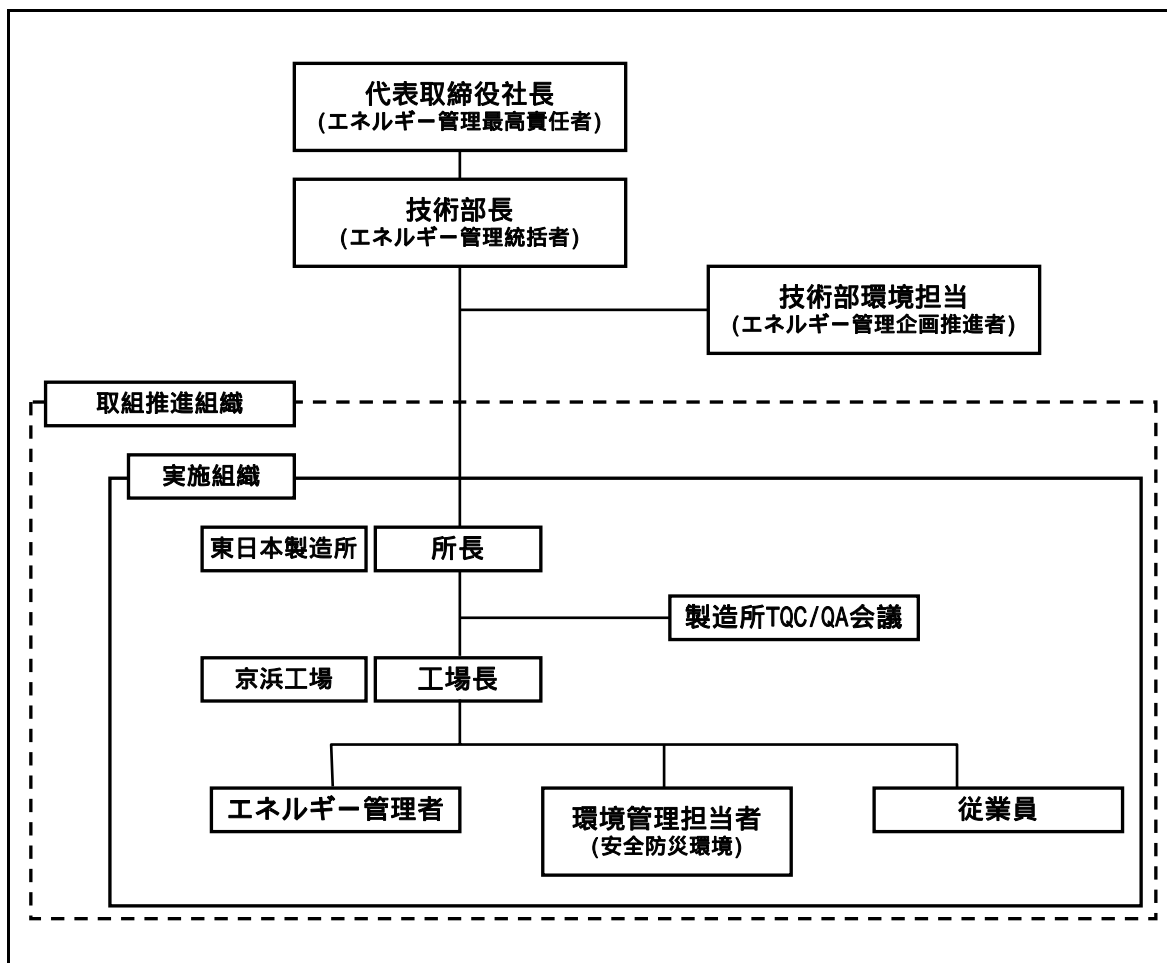 代表取締役社長
(エネルギー管理最高責任者)
技術部長
(エネルギー管理統括者)
技術部環境担当
(エネルギー管理企画推進者)
取組推進組織
実施組織
東日本製造所
所長
製造所TQC/QA会議
京浜工場
工場長
エネルギー管理者
環境管理担当者
(安全防災環境)
従業員